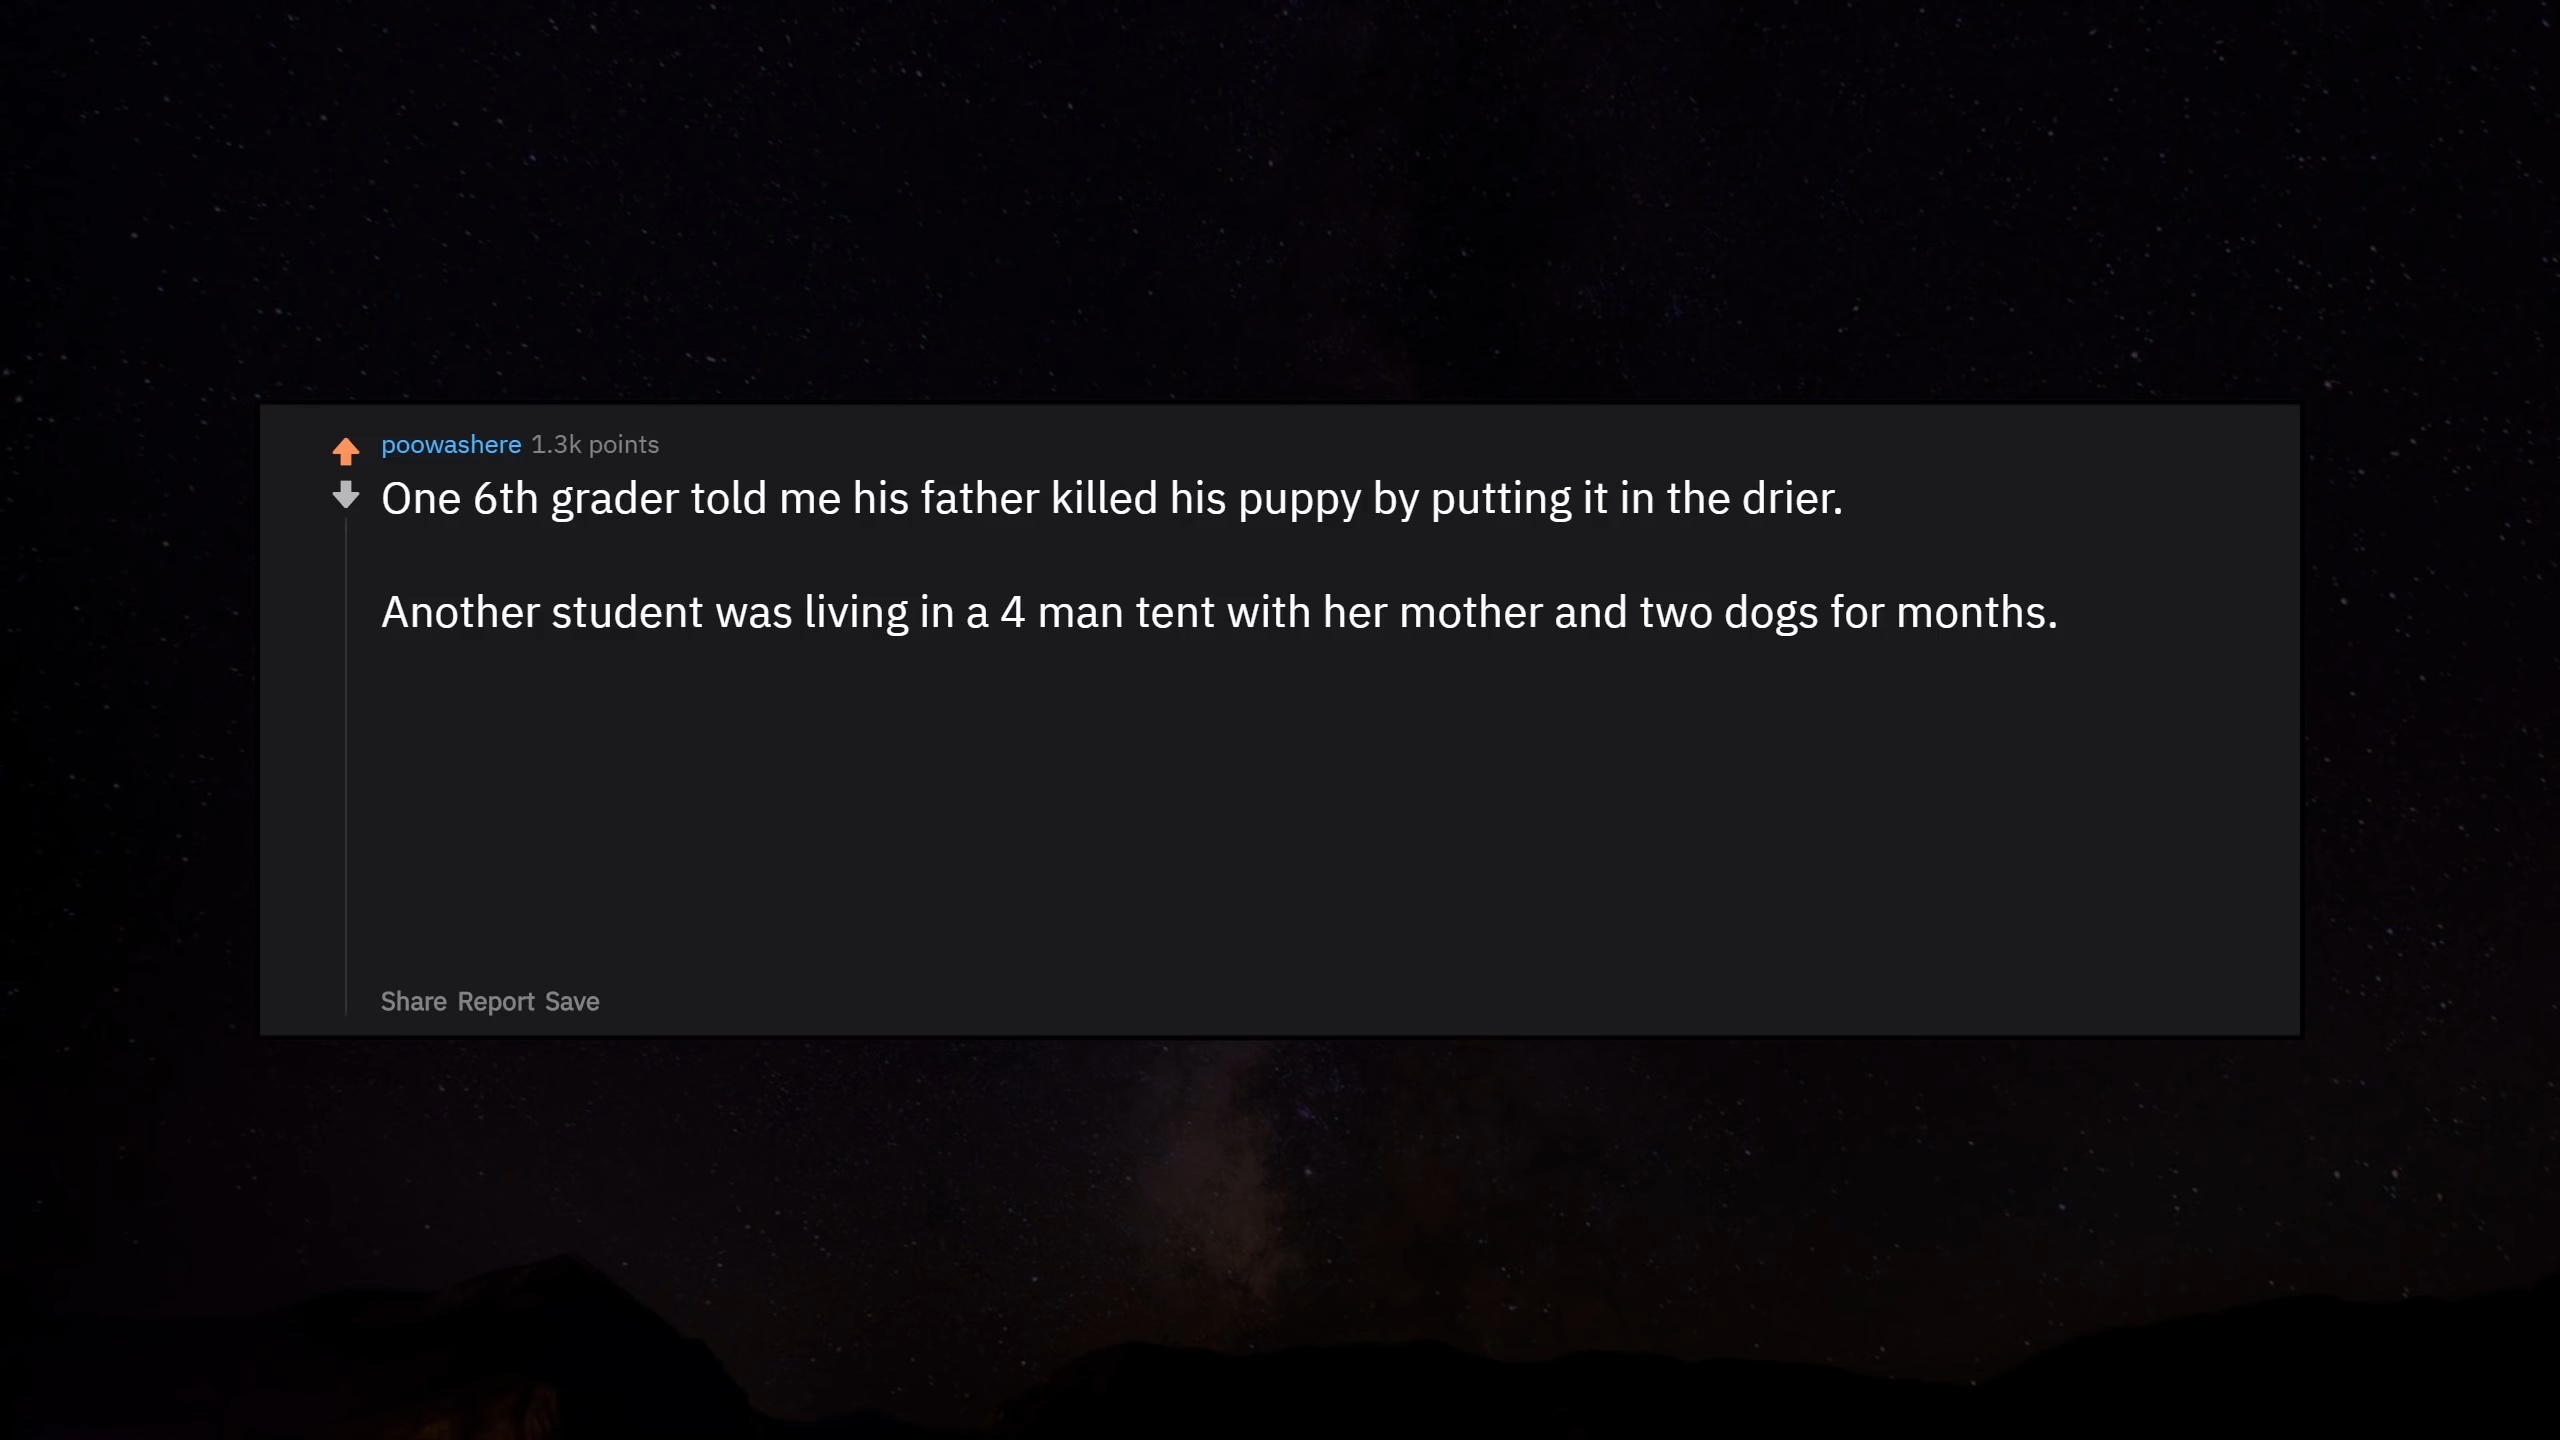 poowashere 1.3k points
One 6th grader told me his father killed his puppy by putting it in the drier.
Another student was living in a 4 man tent with her mother and two dogs for months.
Share Report Save